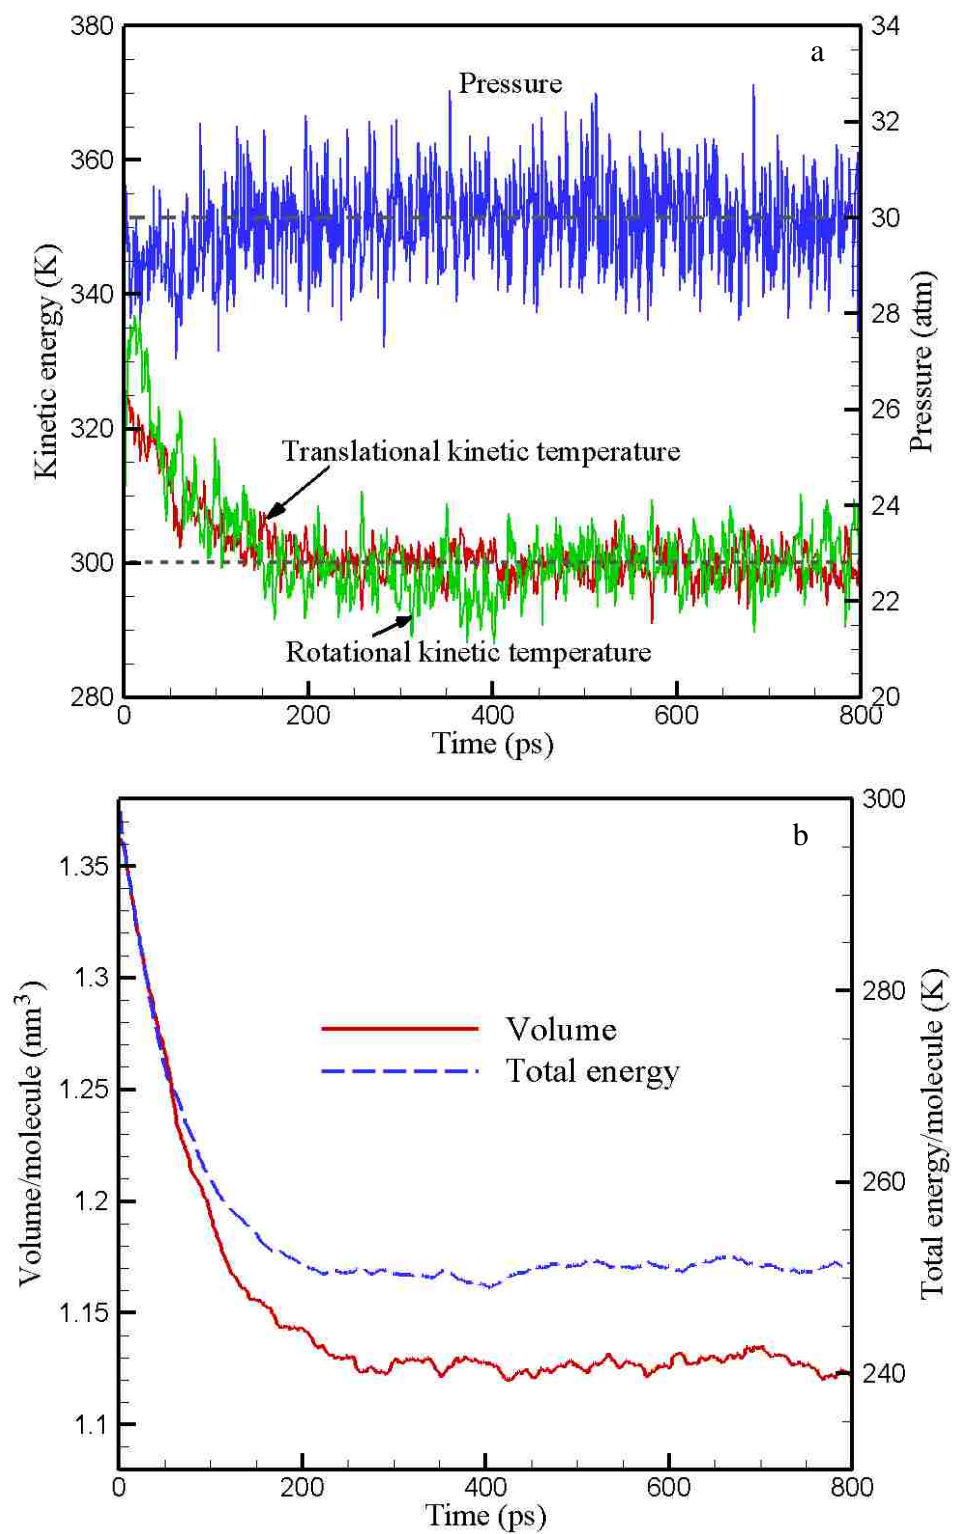 a
Pressure
Kinetic energy (K)
380
360
340
320
300
280
Pressure (atm)
34
32
30
28
26
24
22
20
Translational kinetic temperature
Rotational kinetic temperature
0
200
400
600
800
Time (ps)
b
Volume/molecule (nm³)
1.35
1.3
1.25
1.2
1.15
1.1
Total energy/molecule (K)
300
280
260
240
Volume
Total energy
0
200
400
600
800
Time (ps)